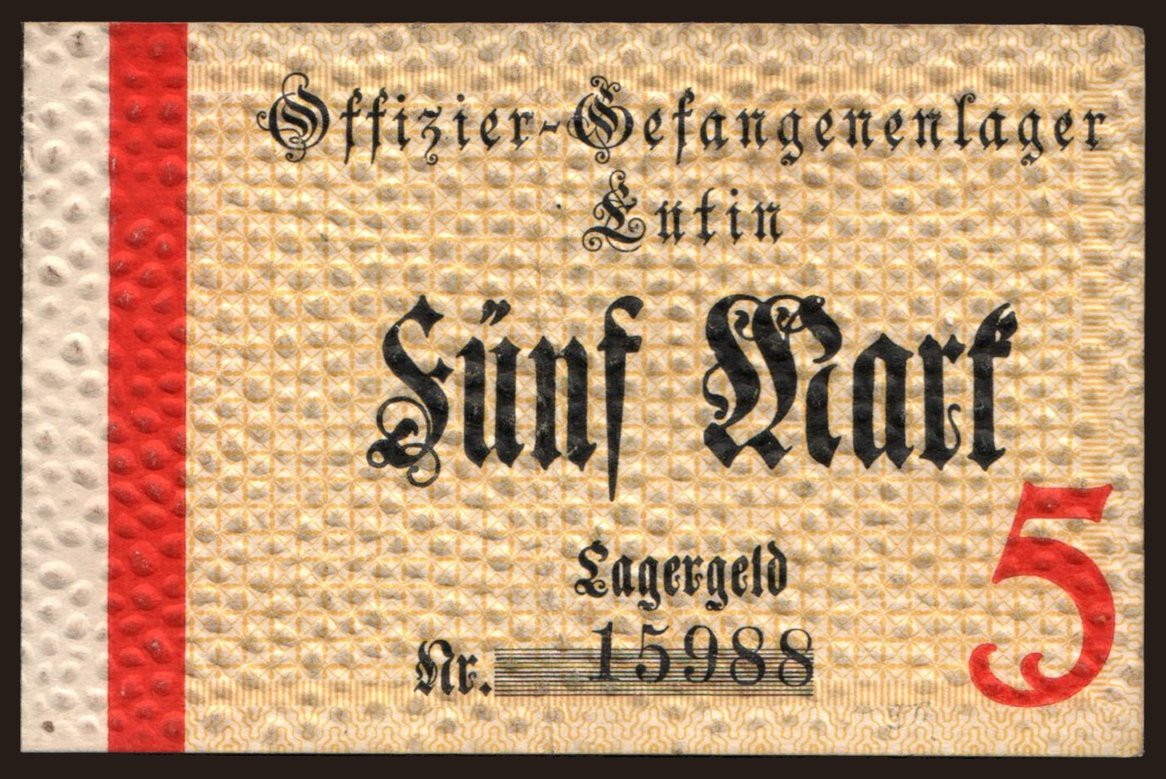 Offizier-Gefangenenlager
Eutin
Fünf Mark
5
Lagergeld
Nr. 15988